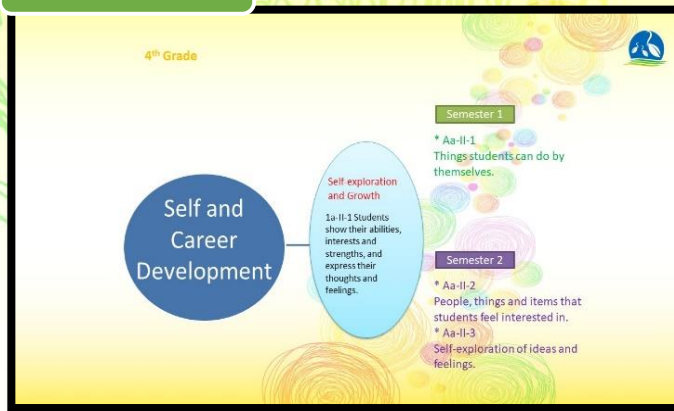 4th Grade
Self and
Career
Development
Self-exploration
and Growth
1a-II-1 Students
show their abilities,
interests and
strengths, and
express their
thoughts and
feelings.
Semester 1
* Aa-II-1
Things students can do by
themselves.
Semester 2
* Aa-II-2
People, things and items that
students feel interested in.
* Aa-II-3
Self-exploration of ideas and
feelings.